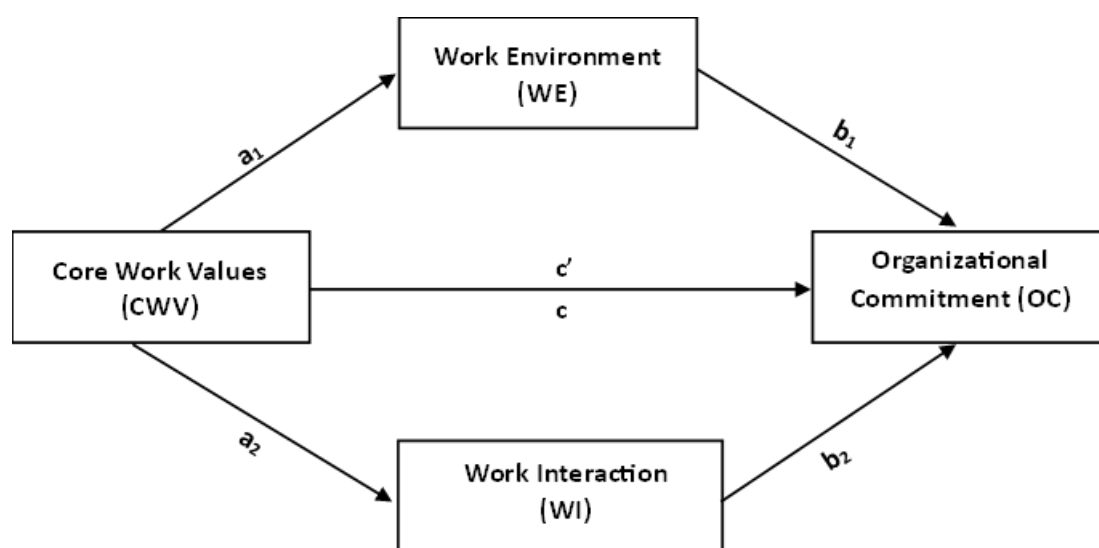 Work Environment
(WE)
a₁
b₁
Core Work Values
(CWV)
c’
c
Organizational
Commitment (OC)
a₂
b₂
Work Interaction
(WI)